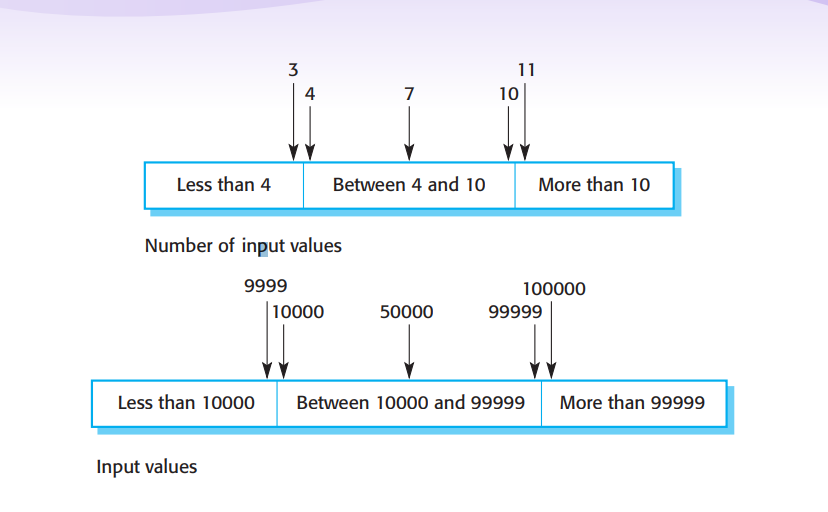 3 11
4 7 10
Less than 4 Between 4 and 10 More than 10
Number of input values
9999 100000
10000 50000 99999
Less than 10000 Between 10000 and 99999 More than 99999
Input values